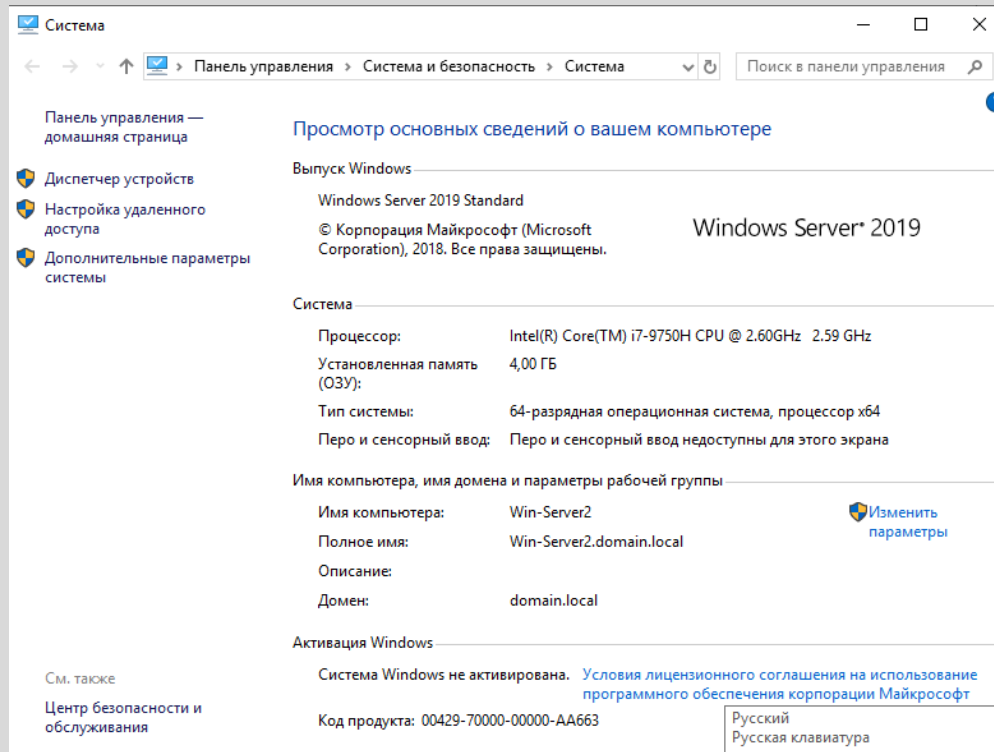 Система
Панель управления › Система и безопасность › Система
Поиск в панели управления
Панель управления —
домашняя страница
Диспетчер устройств
Настройка удаленного
доступа
Дополнительные параметры
системы
Просмотр основных сведений о вашем компьютере
Выпуск Windows
Windows Server 2019 Standard
© Корпорация Майкрософт (Microsoft
Corporation), 2018. Все права защищены.
Windows Server® 2019
Система
Процессор: Intel(R) Core(TM) i7-9750H CPU @ 2.60GHz 2.59 GHz
Установленная память 4,00 ГБ
(ОЗУ):
Тип системы: 64-разрядная операционная система, процессор x64
Перо и сенсорный ввод: Перо и сенсорный ввод недоступны для этого экрана
Имя компьютера, имя домена и параметры рабочей группы
Имя компьютера: Win-Server2
Изменить
параметры
Полное имя: Win-Server2.domain.local
Описание:
Домен: domain.local
Активация Windows
Система Windows не активирована. Условия лицензионного соглашения на использование
программного обеспечения корпорации Майкрософт
Код продукта: 00429-70000-00000-AA663
См. также
Центр безопасности и
обслуживания
Русский
Русская клавиатура